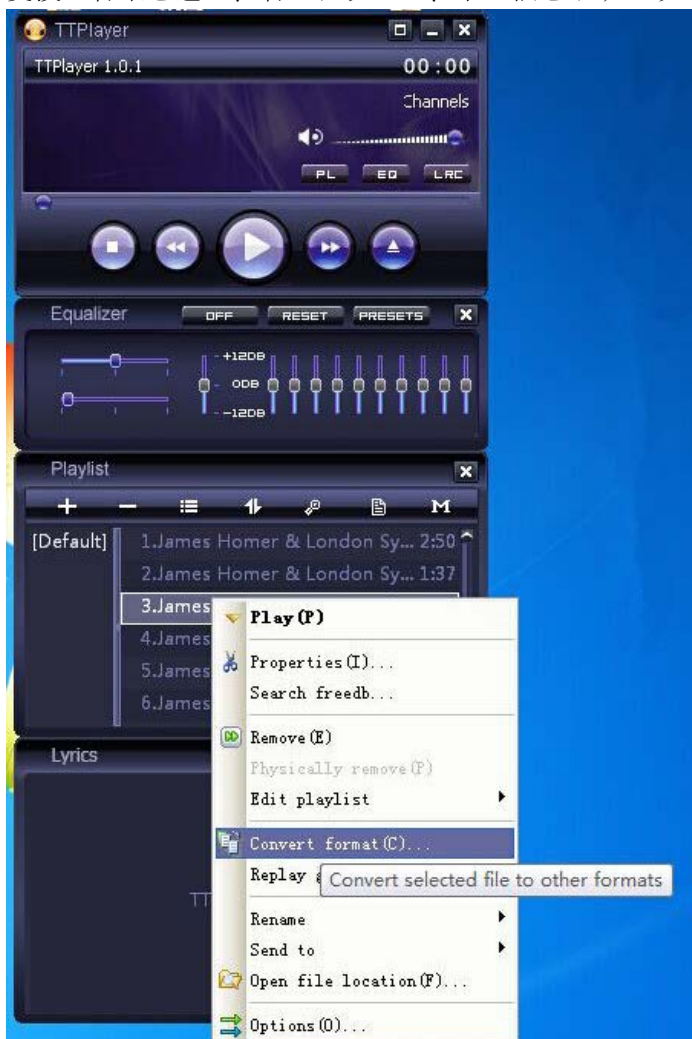 TTPlayer
TTPlayer 1.0.1
00:00
Channels
PL EQ LRC
Equalizer
OFF RESET PRESETS
+12DB
0DB
-12DB
Playlist
M
[Default]
1.James Homer & London Sy... 2:50
2.James Homer & London Sy... 1:37
3.James
4.James
5.James
6.James
Play(P)
Properties(I)...
Search freedb...
Remove(E)
Physically remove(P)
Edit playlist
Convert format(C)...
Replay
Convert selected file to other formats
Rename
Send to
Open file location(F)...
Options(O)...
Lyrics
TT